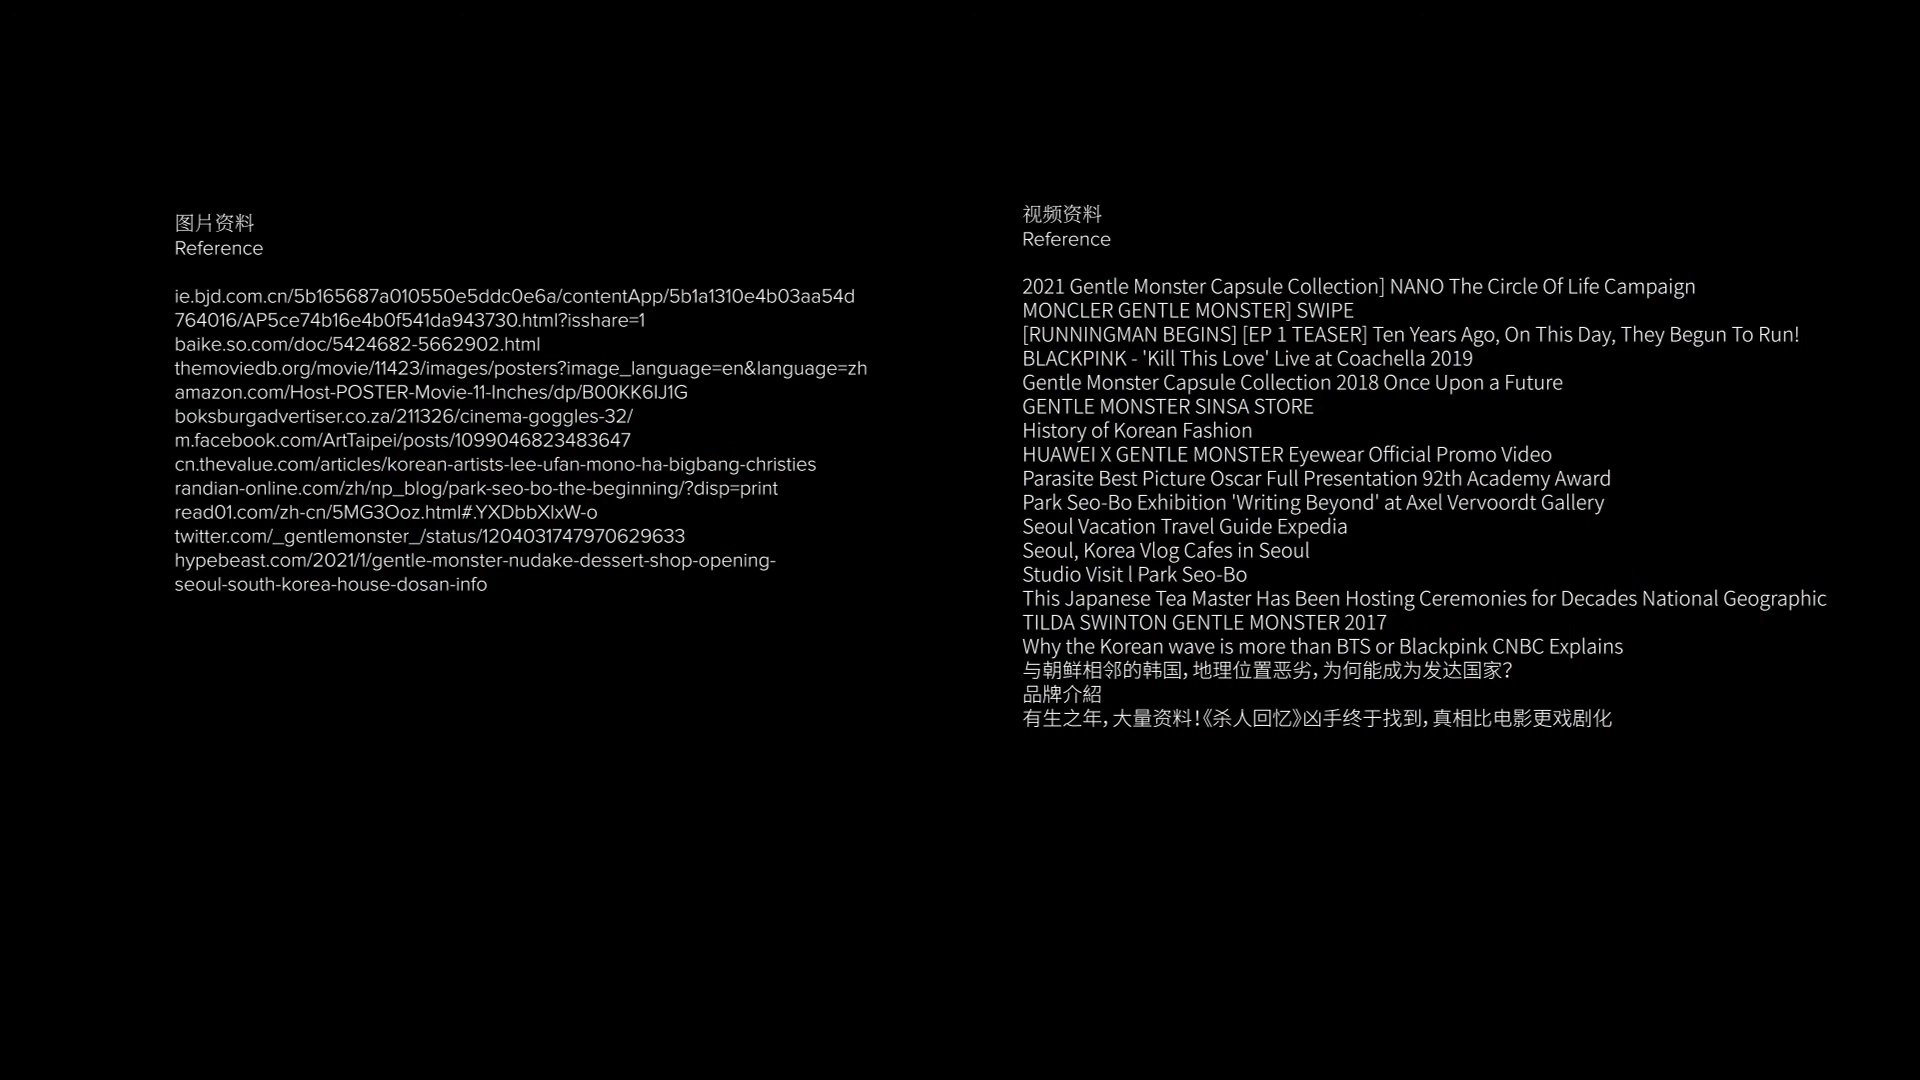 图片资料
Reference
ie.bjd.com.cn/5b165687a010550e5ddc0e6a/contentApp/5b1a1310e4b03aa54d
764016/AP5ce74b16e4b0f541da943730.html?isshare=1
baike.so.com/doc/5424682-5662902.html
themoviedb.org/movie/11423/images/posters?image_language=en&language=zh
amazon.com/Host-POSTER-Movie-11-Inches/dp/B00KK6IJ1G
boksburgadvertiser.co.za/211326/cinema-goggles-32/
m.facebook.com/ArtTaipei/posts/1099046823483647
cn.thevalue.com/articles/korean-artists-lee-ufan-mono-ha-bigbang-christies
randian-online.com/zh/np_blog/park-seo-bo-the-beginning/?disp=print
read01.com/zh-cn/5MG3Ooz.html#.YXDbbXIxW-o
twitter.com/_gentlemonster_/status/1204031747970629633
hypebeast.com/2021/1/gentle-monster-nudake-dessert-shop-opening-
seoul-south-korea-house-dosan-info
视频资料
Reference
2021 Gentle Monster Capsule Collection] NANO The Circle Of Life Campaign
MONCLER GENTLE MONSTER] SWIPE
[RUNNINGMAN BEGINS] [EP 1 TEASER] Ten Years Ago, On This Day, They Begun To Run!
BLACKPINK - 'Kill This Love' Live at Coachella 2019
Gentle Monster Capsule Collection 2018 Once Upon a Future
GENTLE MONSTER SINSA STORE
History of Korean Fashion
HUAWEI X GENTLE MONSTER Eyewear Official Promo Video
Parasite Best Picture Oscar Full Presentation 92th Academy Award
Park Seo-Bo Exhibition 'Writing Beyond' at Axel Vervoordt Gallery
Seoul Vacation Travel Guide Expedia
Seoul, Korea Vlog Cafes in Seoul
Studio Visit l Park Seo-Bo
This Japanese Tea Master Has Been Hosting Ceremonies for Decades National Geographic
TILDA SWINTON GENTLE MONSTER 2017
Why the Korean wave is more than BTS or Blackpink CNBC Explains
与朝鲜相邻的韩国，地理位置恶劣，为何能成为发达国家？
品牌介紹
有生之年，大量资料！《杀人回忆》凶手终于找到，真相比电影更戏剧化